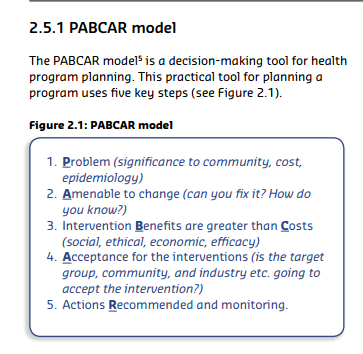 2.5.1 PABCAR model
The PABCAR model⁵ is a decision-making tool for health
program planning. This practical tool for planning a
program uses five key steps (see Figure 2.1).
Figure 2.1: PABCAR model
1. Problem (significance to community, cost,
epidemiology)
2. Amenable to change (can you fix it? How do
you know?)
3. Intervention Benefits are greater than Costs
(social, ethical, economic, efficacy)
4. Acceptance for the interventions (is the target
group, community, and industry etc. going to
accept the intervention?)
5. Actions Recommended and monitoring.